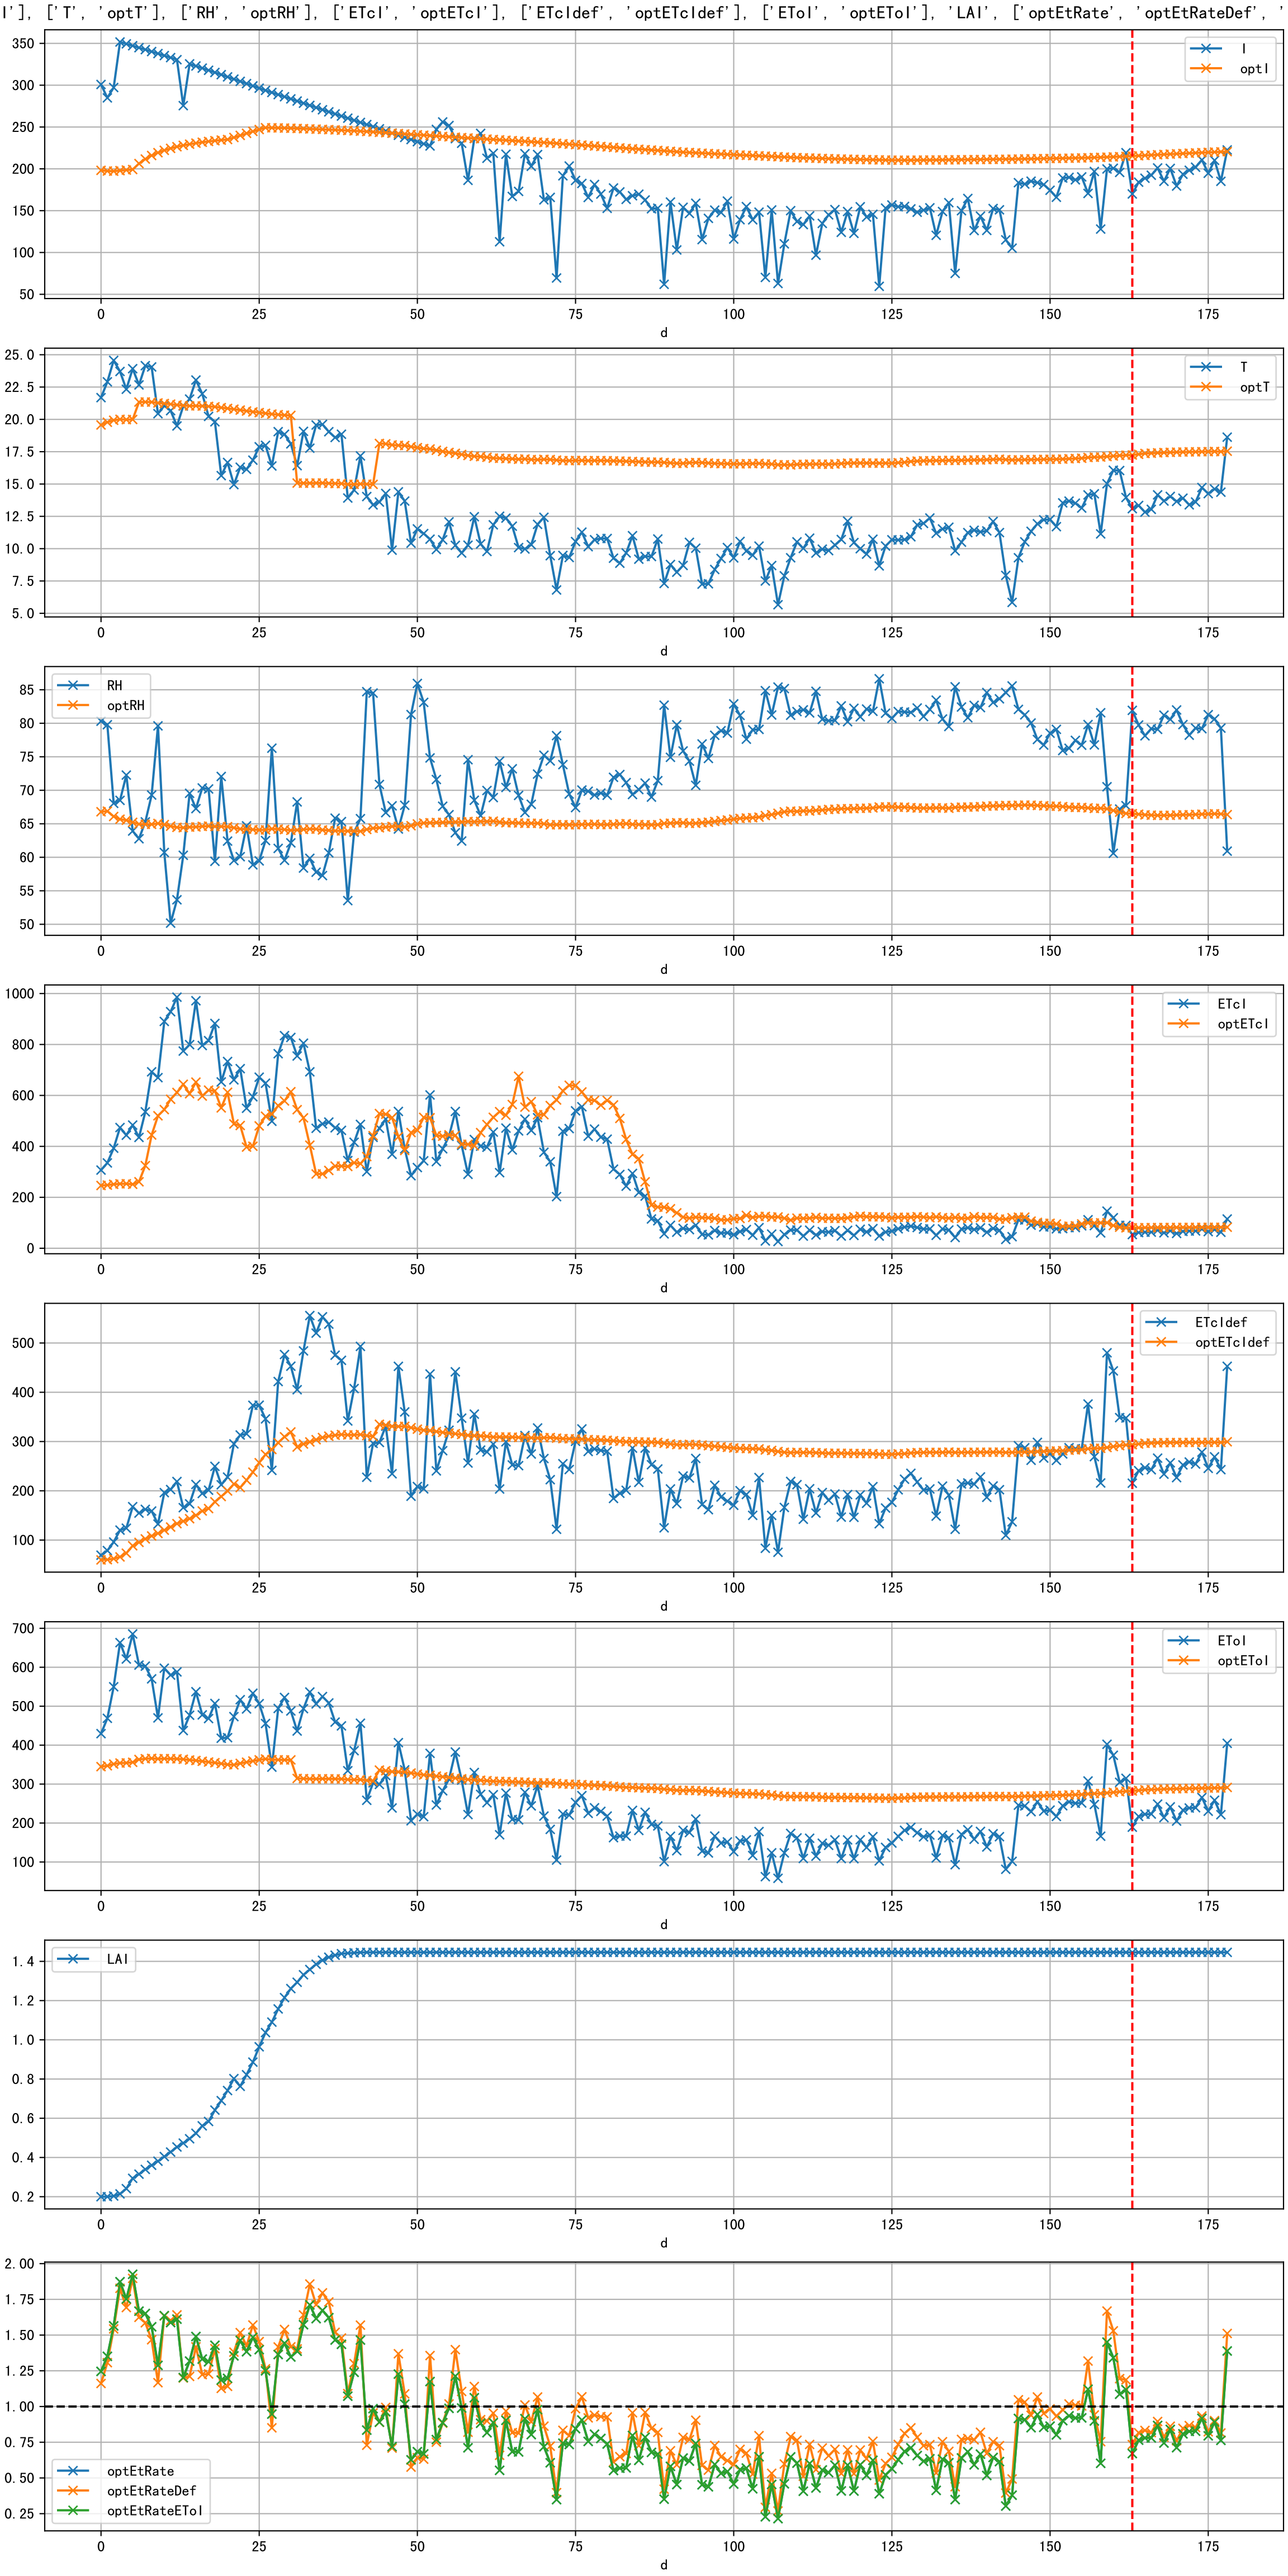 I'], ['T', 'optT'], ['RH', 'optRH'], ['ETcI', 'optETcI'], ['ETcIdef', 'optETcIdef'], ['EToI', 'optEToI'], 'LAI', ['optEtRate', 'optEtRateDef', '
350
300
250
200
150
100
50
I
optI
0 25 50 75 100 125 150 175
d
25.0
22.5
20.0
17.5
15.0
12.5
10.0
7.5
5.0
T
optT
0 25 50 75 100 125 150 175
d
85
80
75
70
65
60
55
50
RH
optRH
0 25 50 75 100 125 150 175
d
1000
800
600
400
200
0
ETcI
optETcI
0 25 50 75 100 125 150 175
d
500
400
300
200
100
ETcIdef
optETcIdef
0 25 50 75 100 125 150 175
d
700
600
500
400
300
200
100
EToI
optEToI
0 25 50 75 100 125 150 175
d
1.4
1.2
1.0
0.8
0.6
0.4
0.2
LAI
0 25 50 75 100 125 150 175
d
2.00
1.75
1.50
1.25
1.00
0.75
0.50
0.25
optEtRate
optEtRateDef
optEtRateEToI
0 25 50 75 100 125 150 175
d